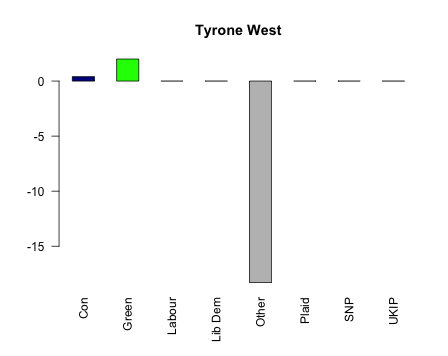 Tyrone West
0
-5
-10
-15
Con
Green
Labour
Lib Dem
Other
Plaid
SNP
UKIP